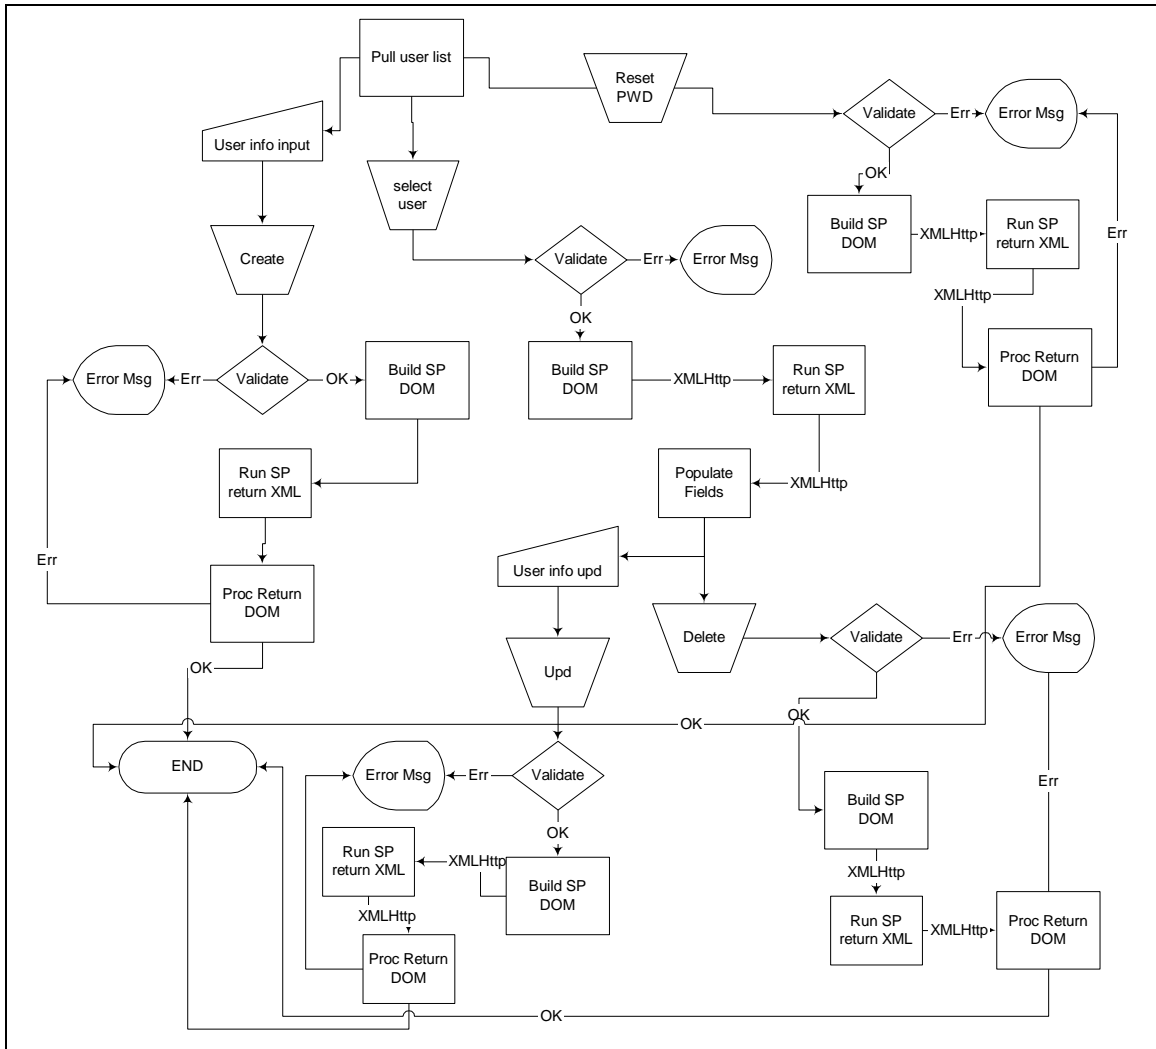 Pull user list
Reset
PWD
Validate
Err
Error Msg
User info input
select
user
OK
Build SP
DOM
XMLHttp
Run SP
return XML
Err
Create
Validate
Err
Error Msg
XMLHttp
OK
Proc Return
DOM
Error Msg
Err
Validate
OK
Build SP
DOM
Build SP
DOM
XMLHttp
Run SP
return XML
Run SP
return XML
Populate
Fields
XMLHttp
Err
User info upd
Proc Return
DOM
Delete
Validate
Err
Error Msg
OK
Upd
OK
OK
END
Error Msg
Err
Validate
Err
Build SP
DOM
OK
Run SP
return XML
XMLHttp
Build SP
DOM
XMLHttp
XMLHttp
Run SP
return XML
XMLHttp
Proc Return
DOM
Proc Return
DOM
OK